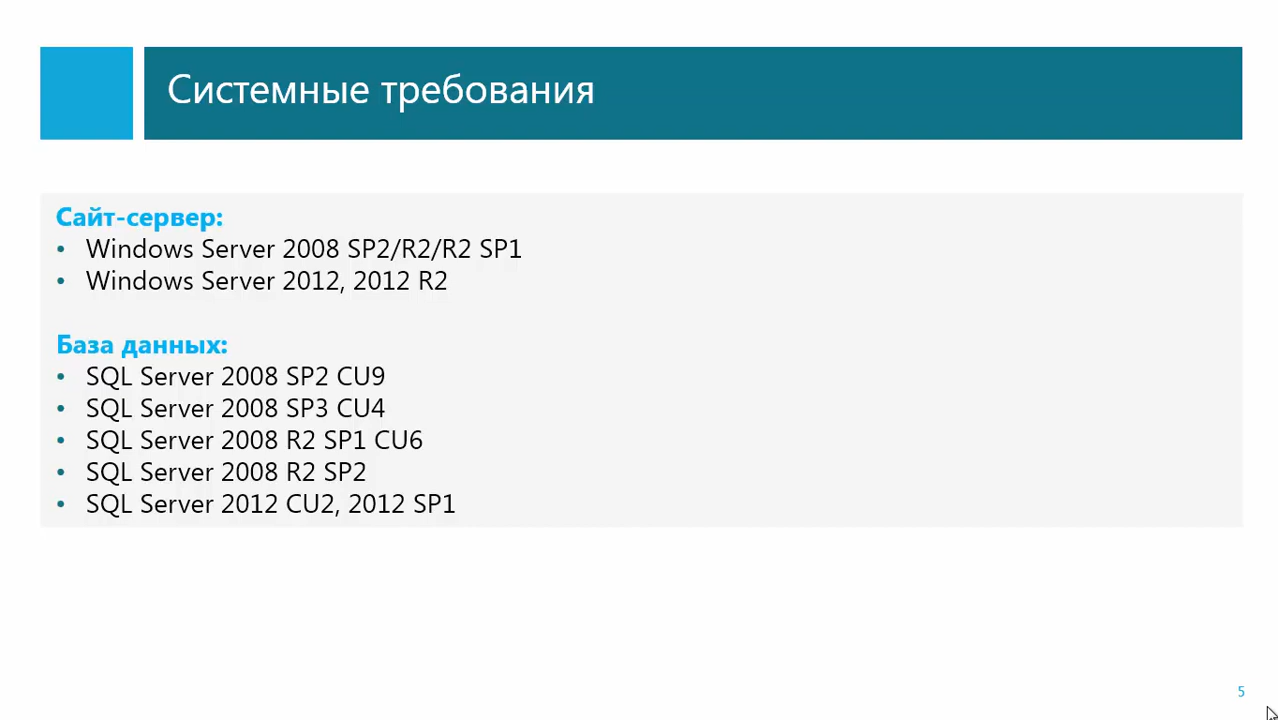 Системные требования
Сайт-сервер:
• Windows Server 2008 SP2/R2/R2 SP1
• Windows Server 2012, 2012 R2
База данных:
• SQL Server 2008 SP2 CU9
• SQL Server 2008 SP3 CU4
• SQL Server 2008 R2 SP1 CU6
• SQL Server 2008 R2 SP2
• SQL Server 2012 CU2, 2012 SP1
5